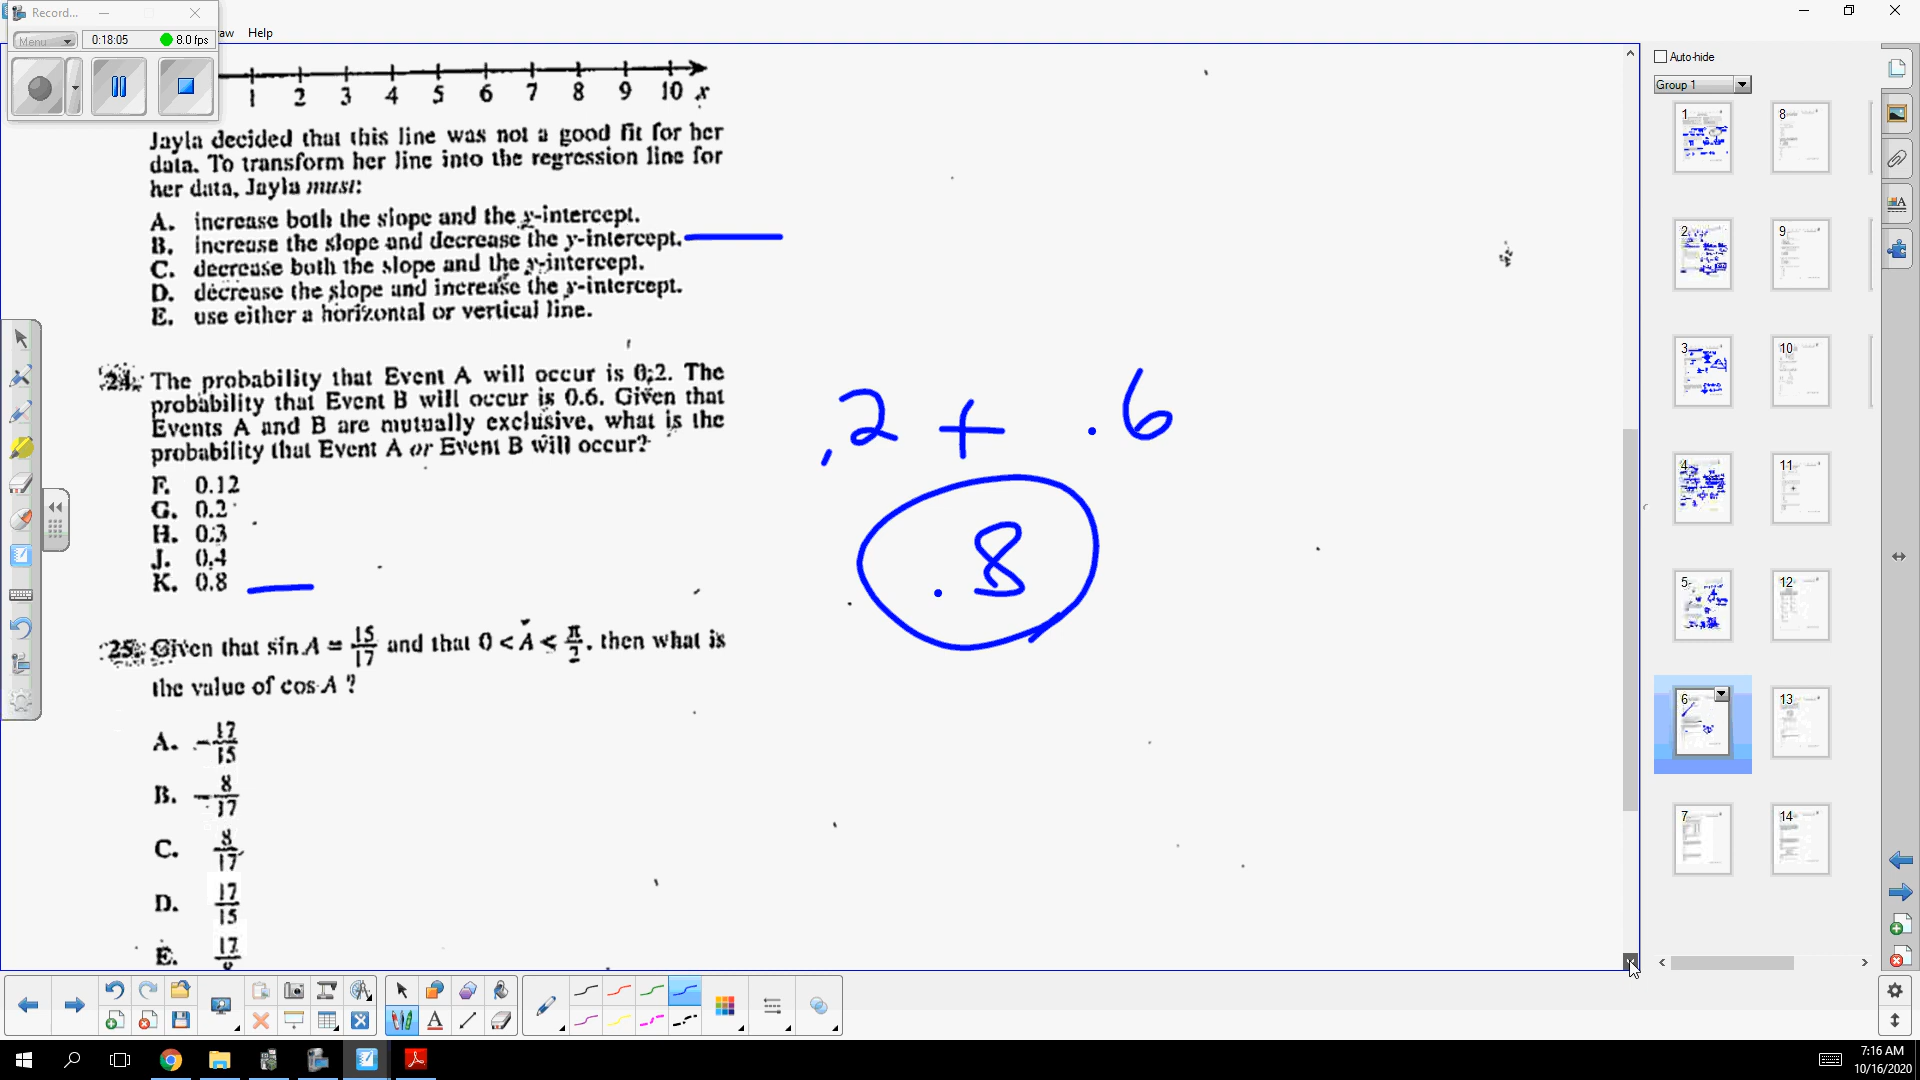 Record...
Menu
0:18:05
8.0 fps
aw Help
1 2 3 4 5 6 7 8 9 10 x
Jayla decided that this line was not a good fit for her
data. To transform her line into the regression line for
her data, Jayla must:
A. increase both the slope and the y-intercept.
B. increase the slope and decrease the y-intercept.
C. decrease both the slope and the y-intercept.
D. decrease the slope and increase the y-intercept.
E. use either a horizontal or vertical line.
24. The probability that Event A will occur is 0.2. The
probability that Event B will occur is 0.6. Given that
Events A and B are mutually exclusive, what is the
probability that Event A or Event B will occur?
F. 0.12
G. 0.2
H. 0.3
J. 0.4
K. 0.8
.2 + .6
.8
25. Given that sin A = 15/17 and that 0 < A < π/2, then what is
the value of cos A ?
A. -17/15
B. -8/17
C. 8/17
D. 17/15
E. 17/8
Auto-hide
Group 1
1 8
2 9
3 10
4 11
5 12
6 13
7 14
7:16 AM
10/16/2020